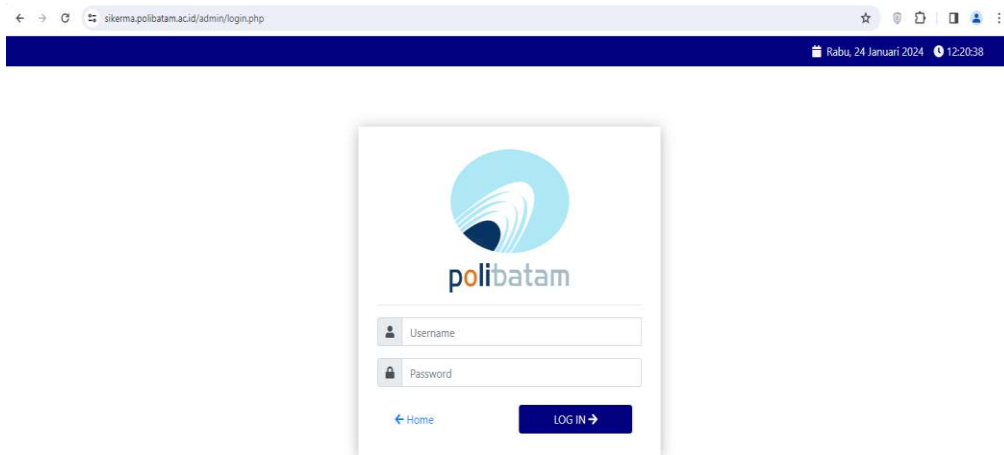 sikerma.polibatam.ac.id/admin/login.php
Rabu, 24 Januari 2024 12:20:38
polibatam
Username
Password
Home
LOG IN